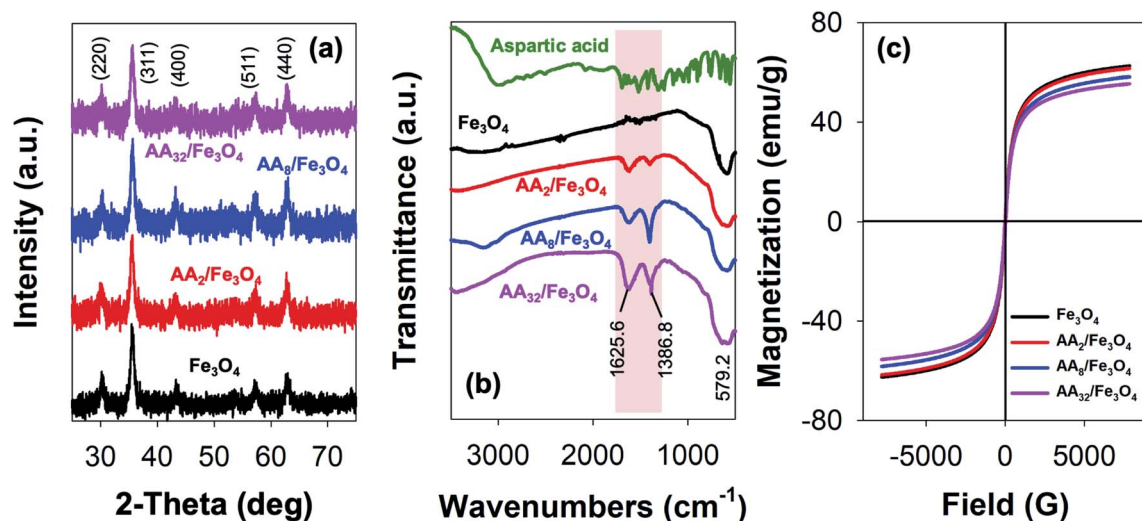 (a)
(220)
(311)
(400)
(511)
(440)
AA₃₂/Fe₃O₄
AA₈/Fe₃O₄
AA₂/Fe₃O₄
Fe₃O₄
Intensity (a.u.)
30 40 50 60 70
2-Theta (deg)
Aspartic acid
Fe₃O₄
AA₂/Fe₃O₄
AA₈/Fe₃O₄
AA₃₂/Fe₃O₄
1625.6
1386.8
579.2
(b)
Transmittance (a.u.)
3000 2000 1000
Wavenumbers (cm⁻¹)
(c)
80
40
0
-40
-80
Magnetization (emu/g)
Fe₃O₄
AA₂/Fe₃O₄
AA₈/Fe₃O₄
AA₃₂/Fe₃O₄
-5000 0 5000
Field (G)